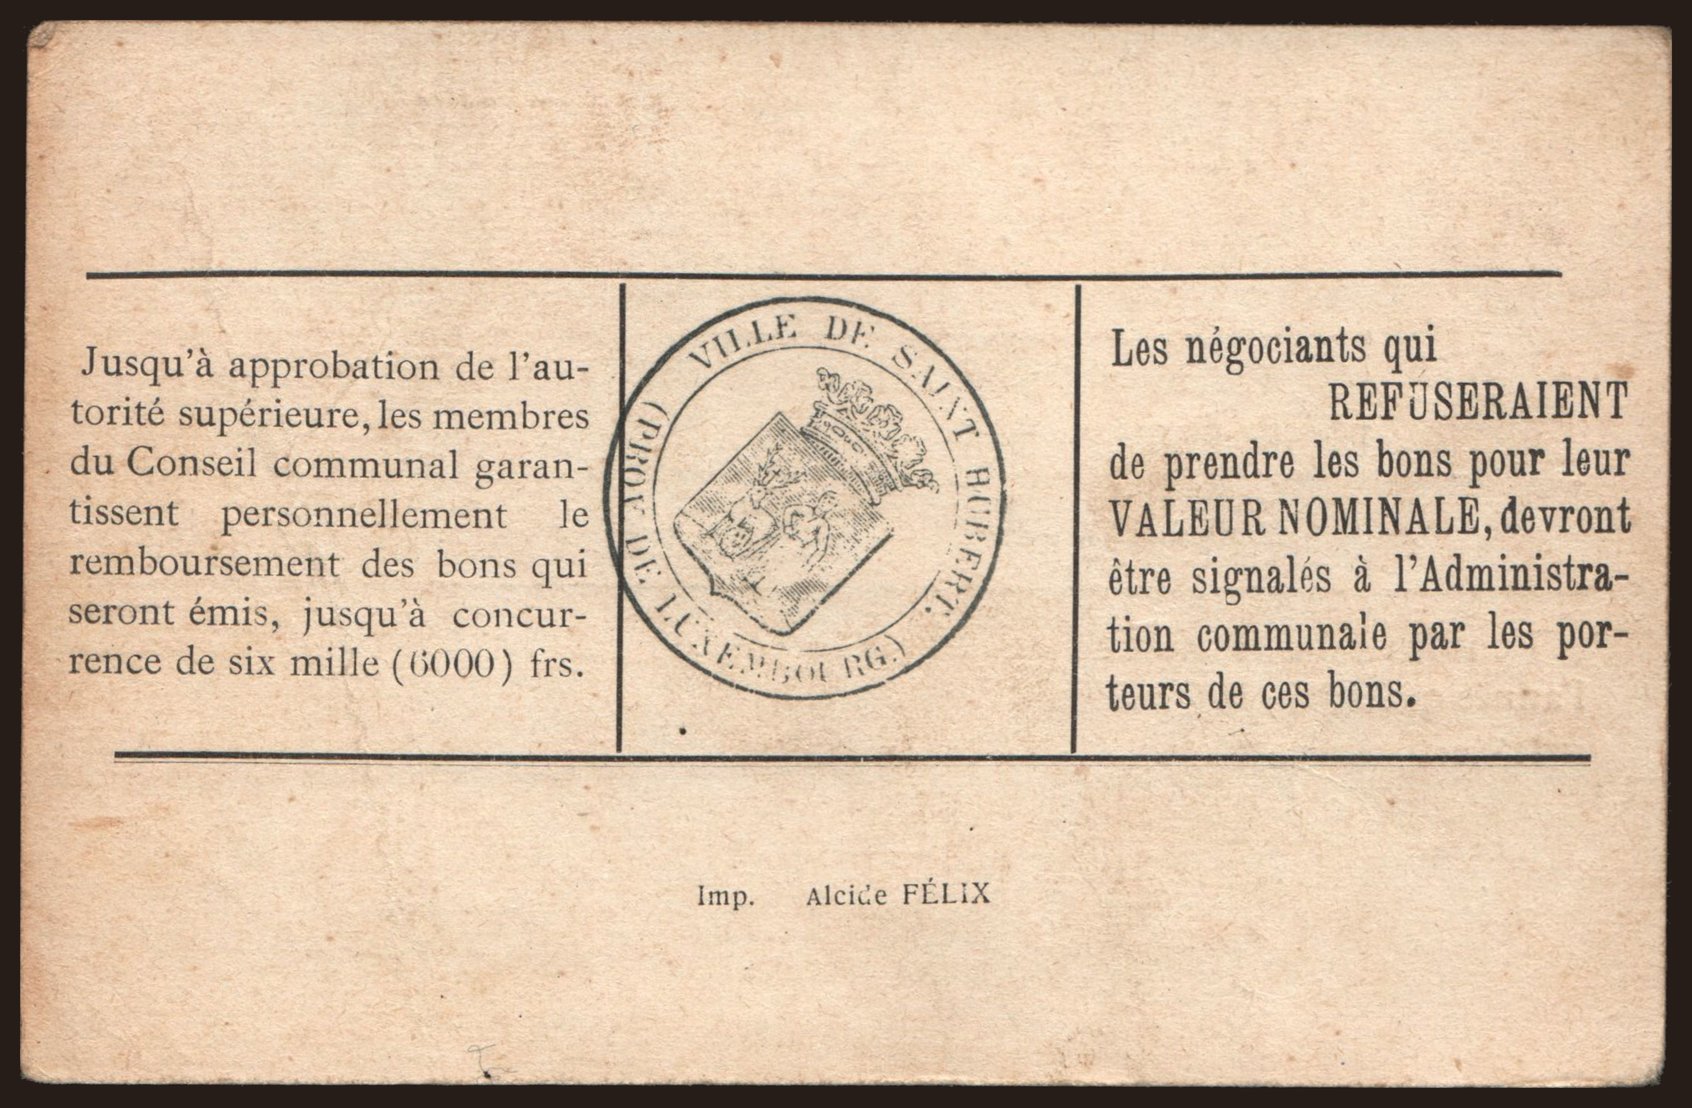 Jusqu'à approbation de l'au-
torité supérieure, les membres
du Conseil communal garan-
tissent personnellement le
remboursement des bons qui
seront émis, jusqu'à concur-
rence de six mille (6000) frs.
VILLE DE SAINT HUBERT.
(PROV. DE LUXEMBOURG.)
Les négociants qui
REFUSERAIENT
de prendre les bons pour leur
VALEUR NOMINALE, devront
être signalés à l'Administra-
tion communale par les por-
teurs de ces bons.
Imp. Alcide FÉLIX